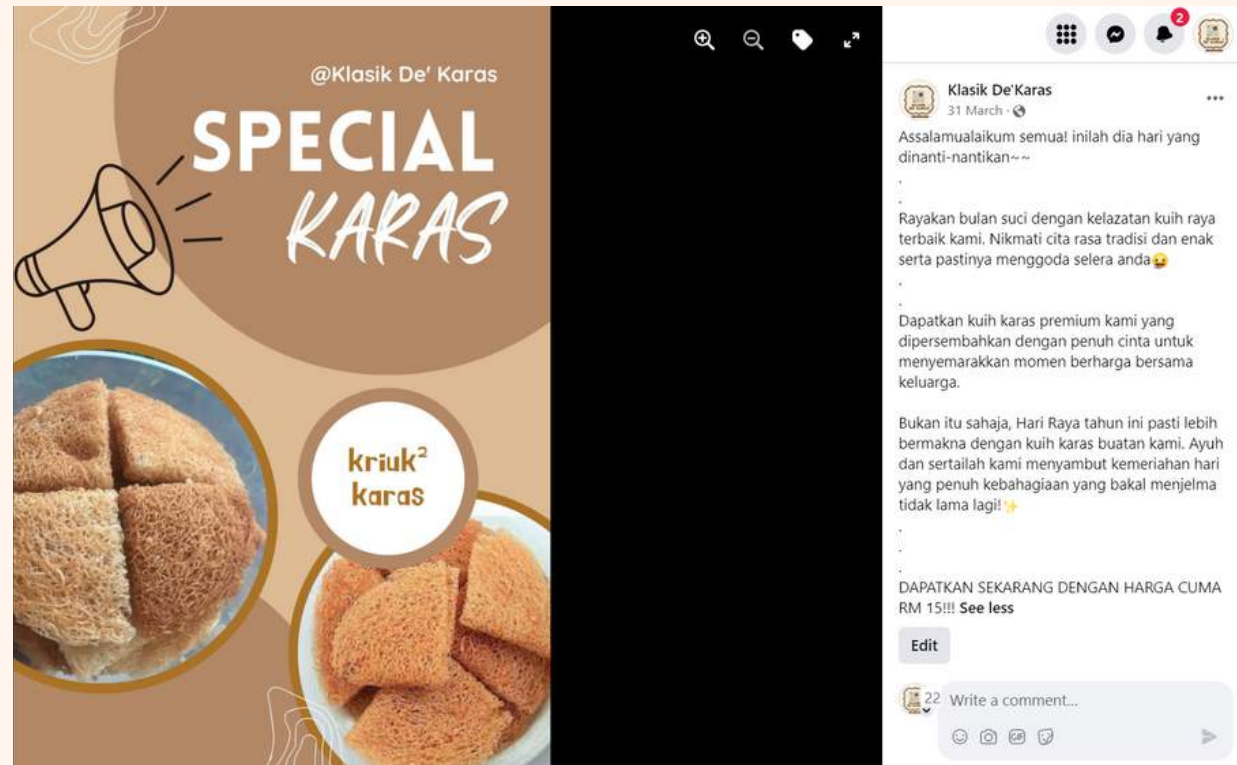 @Klasik De' Karas
SPECIAL
KARAS
kriuk²
karas
2
Klasik De'Karas
31 March ·
Assalamualaikum semua! inilah dia hari yang
dinanti-nantikan~~
.
.
Rayakan bulan suci dengan kelazatan kuih raya
terbaik kami. Nikmati cita rasa tradisi dan enak
serta pastinya menggoda selera anda😝
.
.
Dapatkan kuih karas premium kami yang
dipersembahkan dengan penuh cinta untuk
menyemarakkan momen berharga bersama
keluarga.
Bukan itu sahaja, Hari Raya tahun ini pasti lebih
bermakna dengan kuih karas buatan kami. Ayuh
dan sertailah kami menyambut kemeriahan hari
yang penuh kebahagiaan yang bakal menjelma
tidak lama lagi!✨
.
.
.
DAPATKAN SEKARANG DENGAN HARGA CUMA
RM 15!!! See less
Edit
22 Write a comment...
GIF